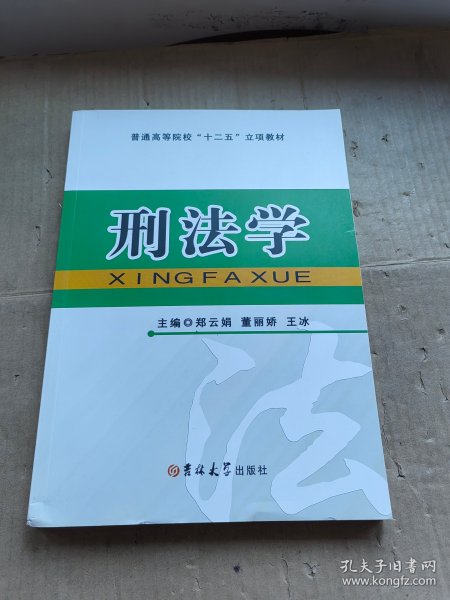 普通高等院校“十二五”立项教材
刑法学
XINGFAXUE
主编◎郑云娟 董丽娇 王冰
法
吉林大学出版社
孔夫子旧书网
www.kongfz.com